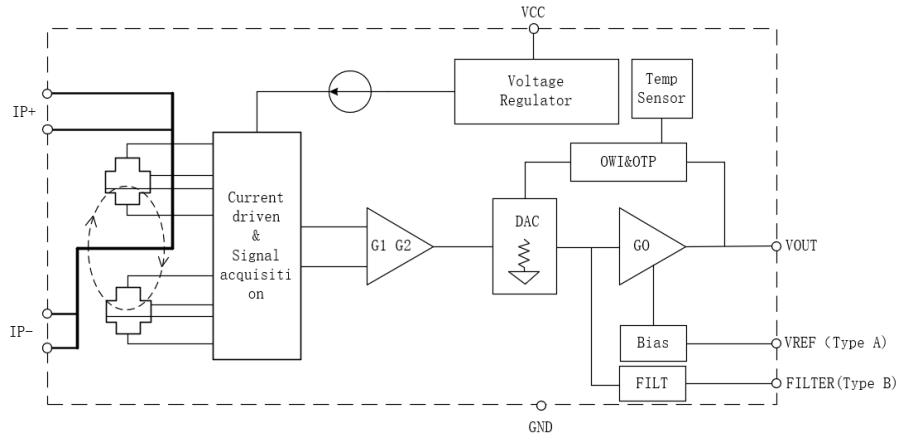 VCC
Voltage
Regulator
Temp
Sensor
IP+
OWI&OTP
Current
driven
&
Signal
acquisiti
on
DAC
G1 G2
GO
VOUT
IP-
Bias
VREF (Type A)
FILT
FILTER(Type B)
GND